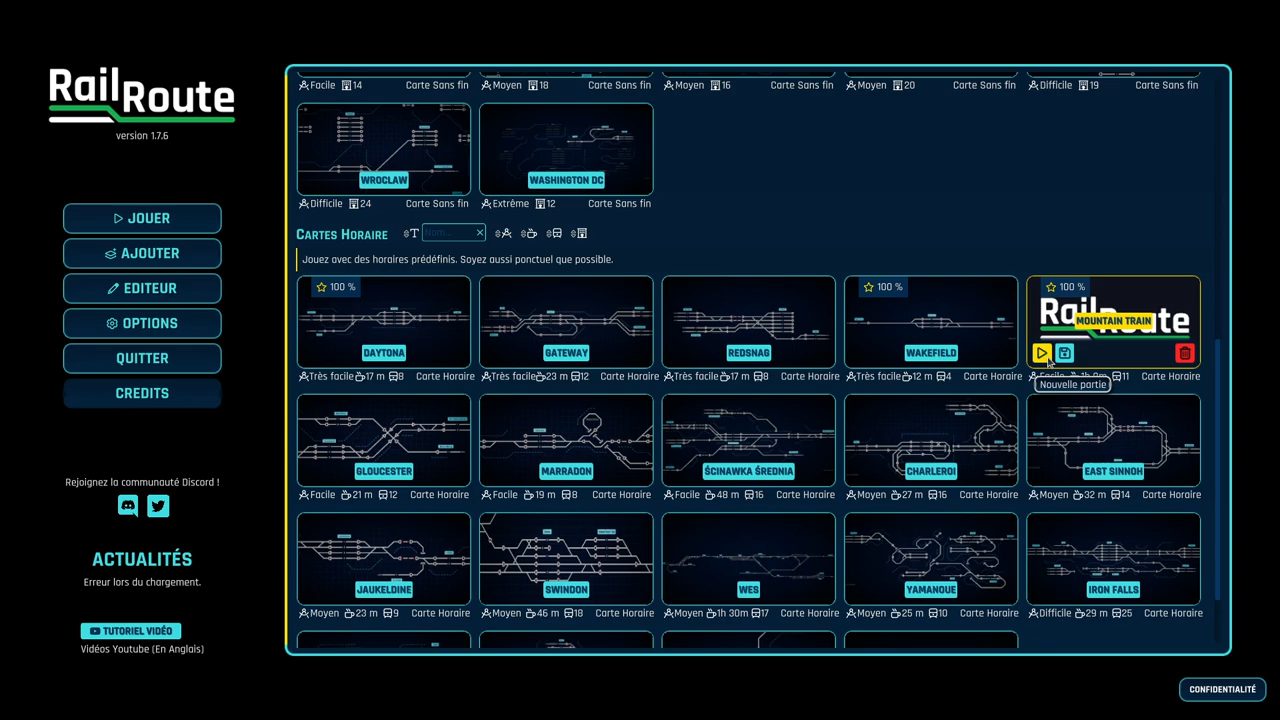 RailRoute
version 1.7.6
JOUER
AJOUTER
EDITEUR
OPTIONS
QUITTER
CREDITS
Rejoignez la communauté Discord !
ACTUALITÉS
Erreur lors du chargement.
TUTORIEL VIDÉO
Vidéos Youtube (En Anglais)
Facile 14 Carte Sans fin
Moyen 18 Carte Sans fin
Moyen 16 Carte Sans fin
Moyen 20 Carte Sans fin
Difficile 19 Carte Sans fin
WROCLAW
Difficile 24 Carte Sans fin
WASHINGTON DC
Extrême 12 Carte Sans fin
CARTES HORAIRE
T Nom...
Jouez avec des horaires prédéfinis. Soyez aussi ponctuel que possible.
100 %
DAYTONA
Très facile 17 m 8 Carte Horaire
GATEWAY
Très facile 23 m 12 Carte Horaire
REDSNAG
Très facile 17 m 8 Carte Horaire
100 %
WAKEFIELD
Très facile 12 m 4 Carte Horaire
100 %
RailRoute
MOUNTAIN TRAIN
11 Carte Horaire
Nouvelle partie
GLOUCESTER
Facile 21 m 12 Carte Horaire
MARRADON
Facile 19 m 8 Carte Horaire
ŚCINAWKA ŚREDNIA
Facile 48 m 16 Carte Horaire
CHARLEROI
Moyen 27 m 16 Carte Horaire
EAST SINNOH
Moyen 32 m 14 Carte Horaire
JAUKELDINE
Moyen 23 m 9 Carte Horaire
SWINDON
Moyen 46 m 18 Carte Horaire
WES
Moyen 1h 30m 17 Carte Horaire
YAMANOUE
Moyen 25 m 10 Carte Horaire
IRON FALLS
Difficile 29 m 25 Carte Horaire
CONFIDENTIALITÉ